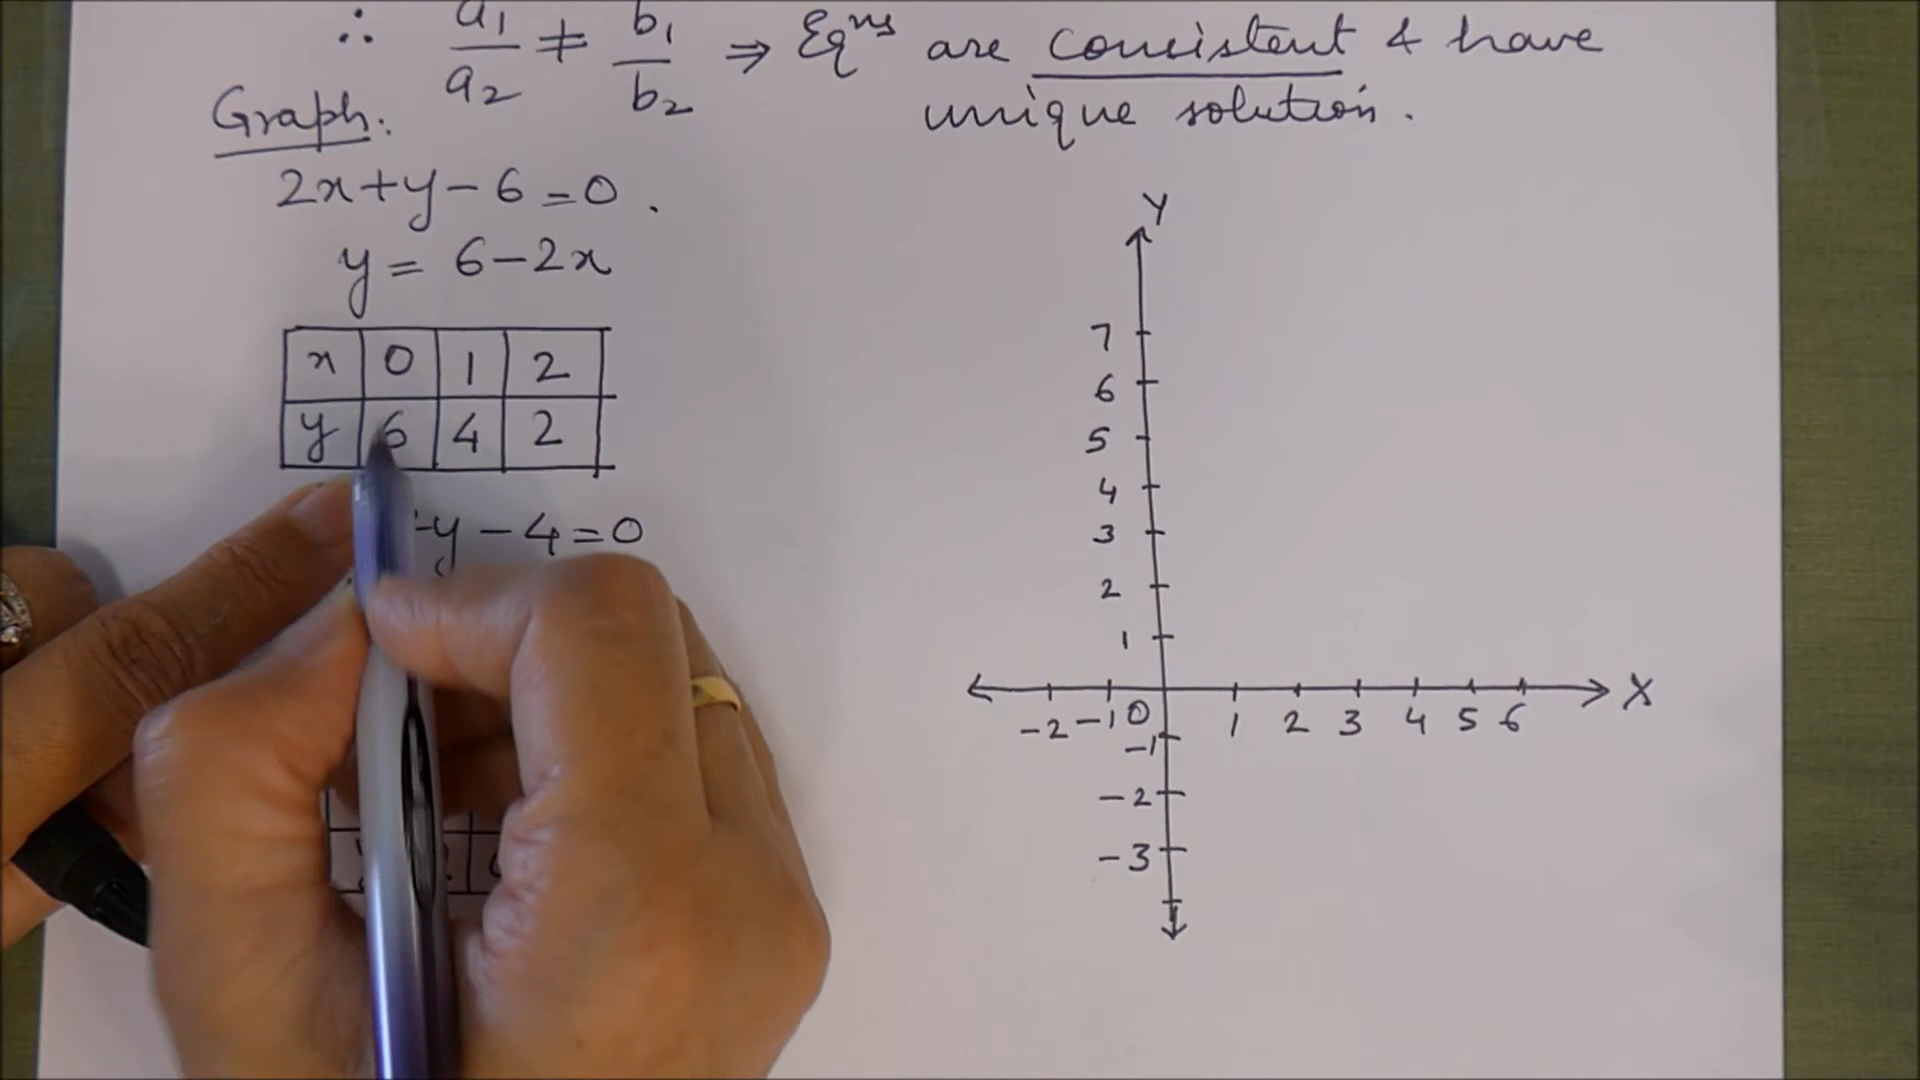 ∴ a1/a2 ≠ b1/b2 ⇒ Eqns are consistent & have
unique solution.
Graph:
2x+y-6=0.
y = 6-2x
x 0 1 2
y 6 4 2
-y-4=0
Y
7
6
5
4
3
2
1
-2 -1 0 1 2 3 4 5 6 X
-1
-2
-3